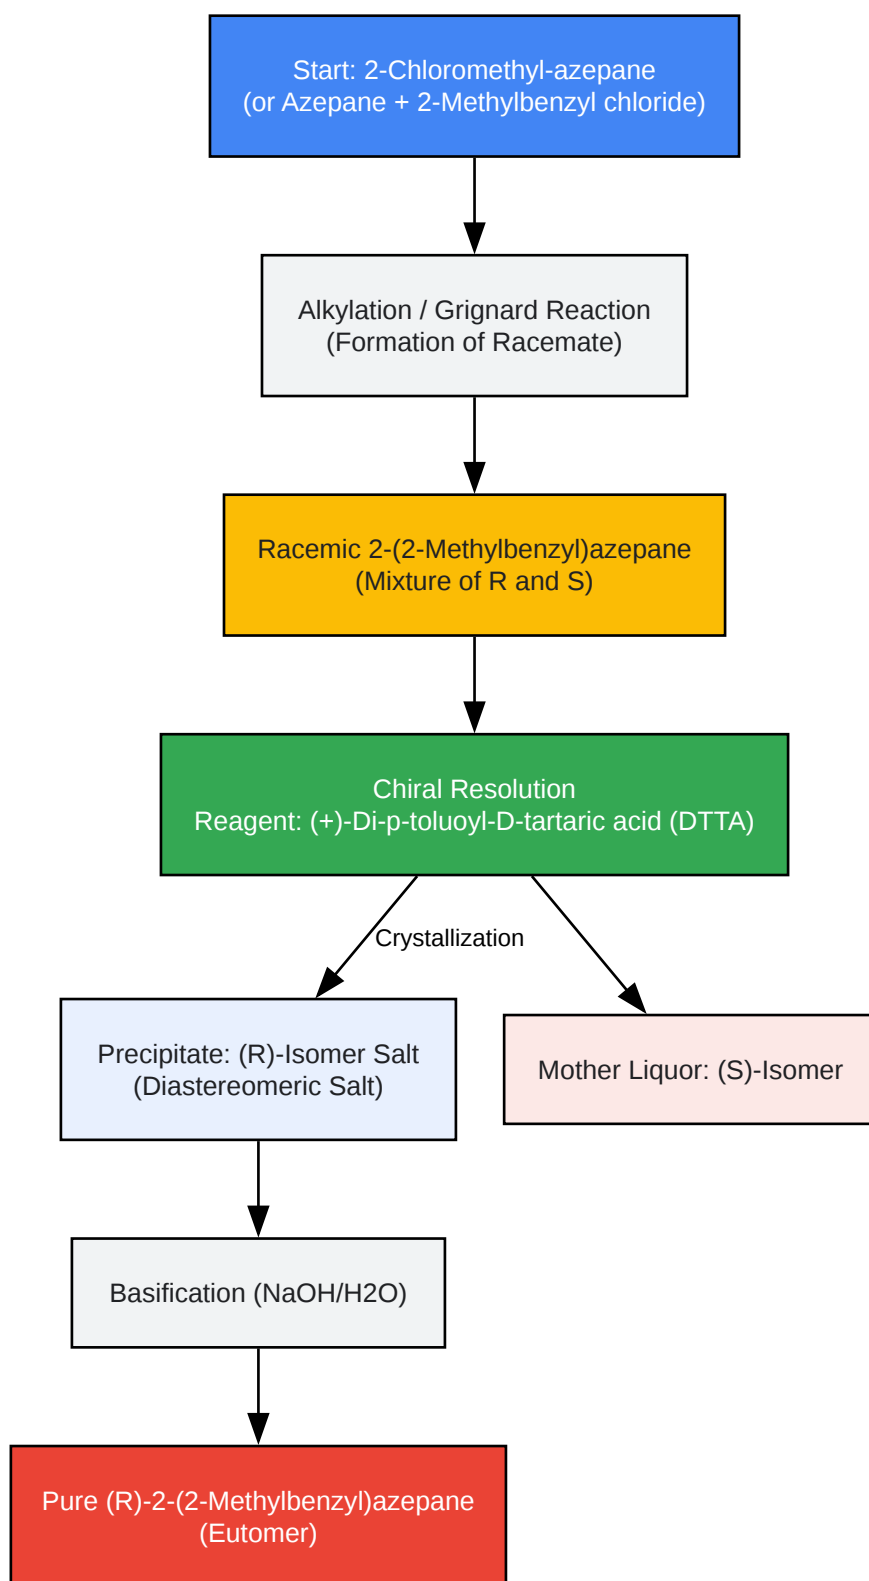 Start: 2-Chloromethyl-azepane
(or Azepane + 2-Methylbenzyl chloride)
Alkylation / Grignard Reaction
(Formation of Racemate)
Racemic 2-(2-Methylbenzyl)azepane
(Mixture of R and S)
Chiral Resolution
Reagent: (+)-Di-p-toluoyl-D-tartaric acid (DTTA)
Crystallization
Precipitate: (R)-Isomer Salt
(Diastereomeric Salt)
Mother Liquor: (S)-Isomer
Basification (NaOH/H2O)
Pure (R)-2-(2-Methylbenzyl)azepane
(Eutomer)